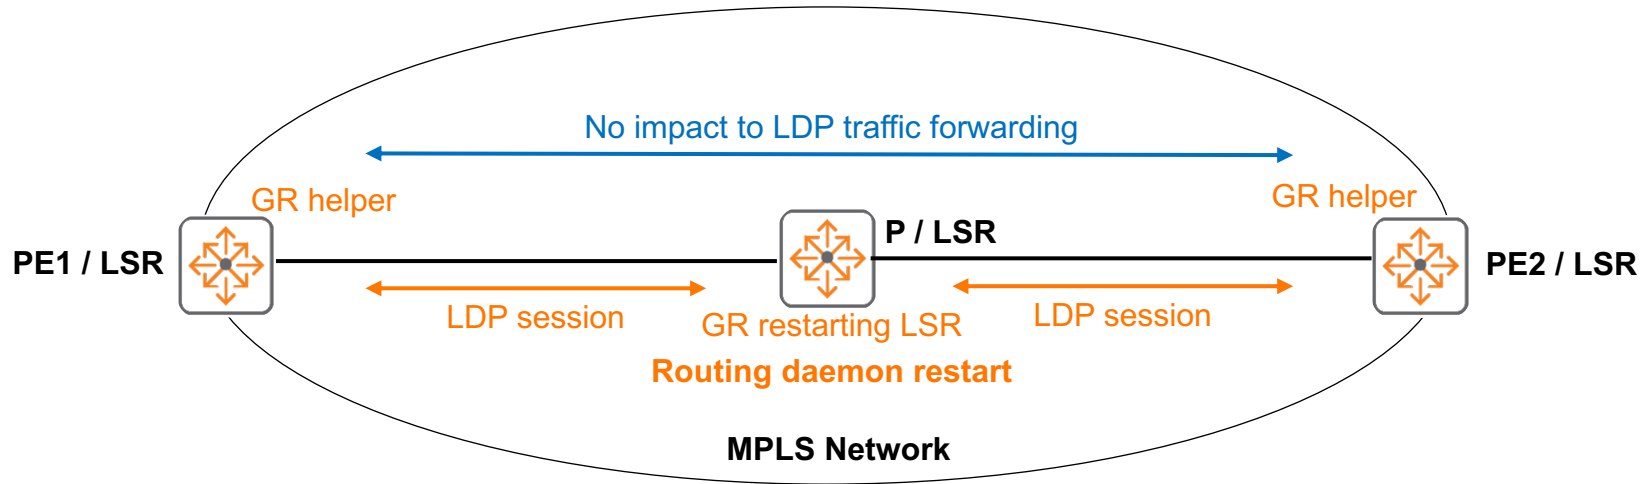 No impact to LDP traffic forwarding
GR helper
GR helper
PE1 / LSR
P / LSR
PE2 / LSR
LDP session
GR restarting LSR
LDP session
Routing daemon restart
MPLS Network